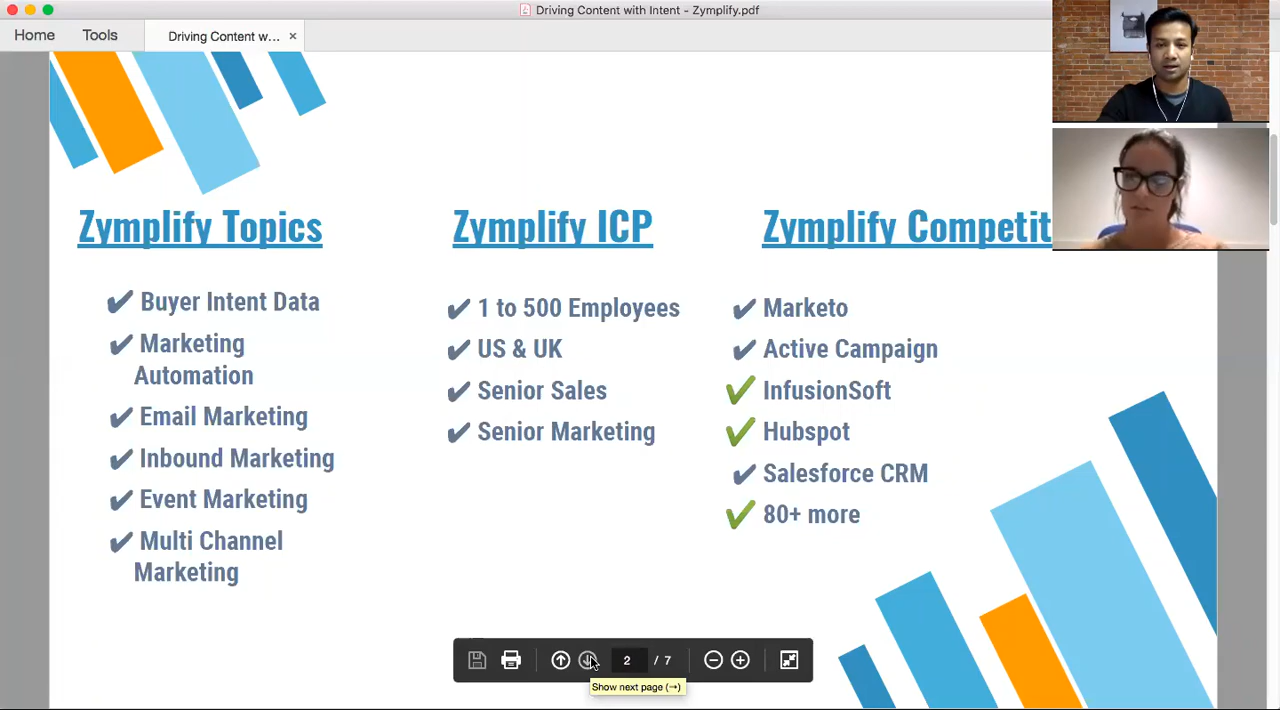 Driving Content with Intent - Zymplify.pdf
Home
Tools
Driving Content w...
×
Zymplify Topics
✔ Buyer Intent Data
✔ Marketing
Automation
✔ Email Marketing
✔ Inbound Marketing
✔ Event Marketing
✔ Multi Channel
Marketing
Zymplify ICP
✔ 1 to 500 Employees
✔ US & UK
✔ Senior Sales
✔ Senior Marketing
Zymplify Competit
✔ Marketo
✔ Active Campaign
✔ InfusionSoft
✔ Hubspot
✔ Salesforce CRM
✔ 80+ more
2 / 7
Show next page (→)